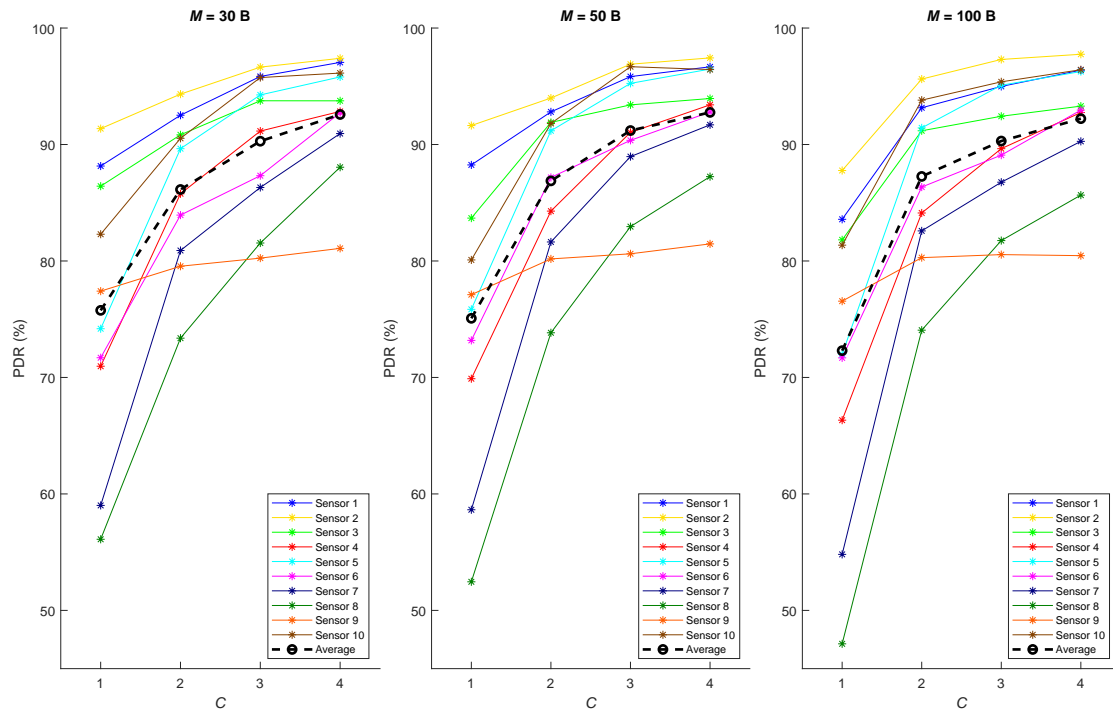 M = 30 B
100
90
80
70
60
50
PDR (%)
1 2 3 4
C
Sensor 1
Sensor 2
Sensor 3
Sensor 4
Sensor 5
Sensor 6
Sensor 7
Sensor 8
Sensor 9
Sensor 10
Average
M = 50 B
100
90
80
70
60
50
PDR (%)
1 2 3 4
C
Sensor 1
Sensor 2
Sensor 3
Sensor 4
Sensor 5
Sensor 6
Sensor 7
Sensor 8
Sensor 9
Sensor 10
Average
M = 100 B
100
90
80
70
60
50
PDR (%)
1 2 3 4
C
Sensor 1
Sensor 2
Sensor 3
Sensor 4
Sensor 5
Sensor 6
Sensor 7
Sensor 8
Sensor 9
Sensor 10
Average